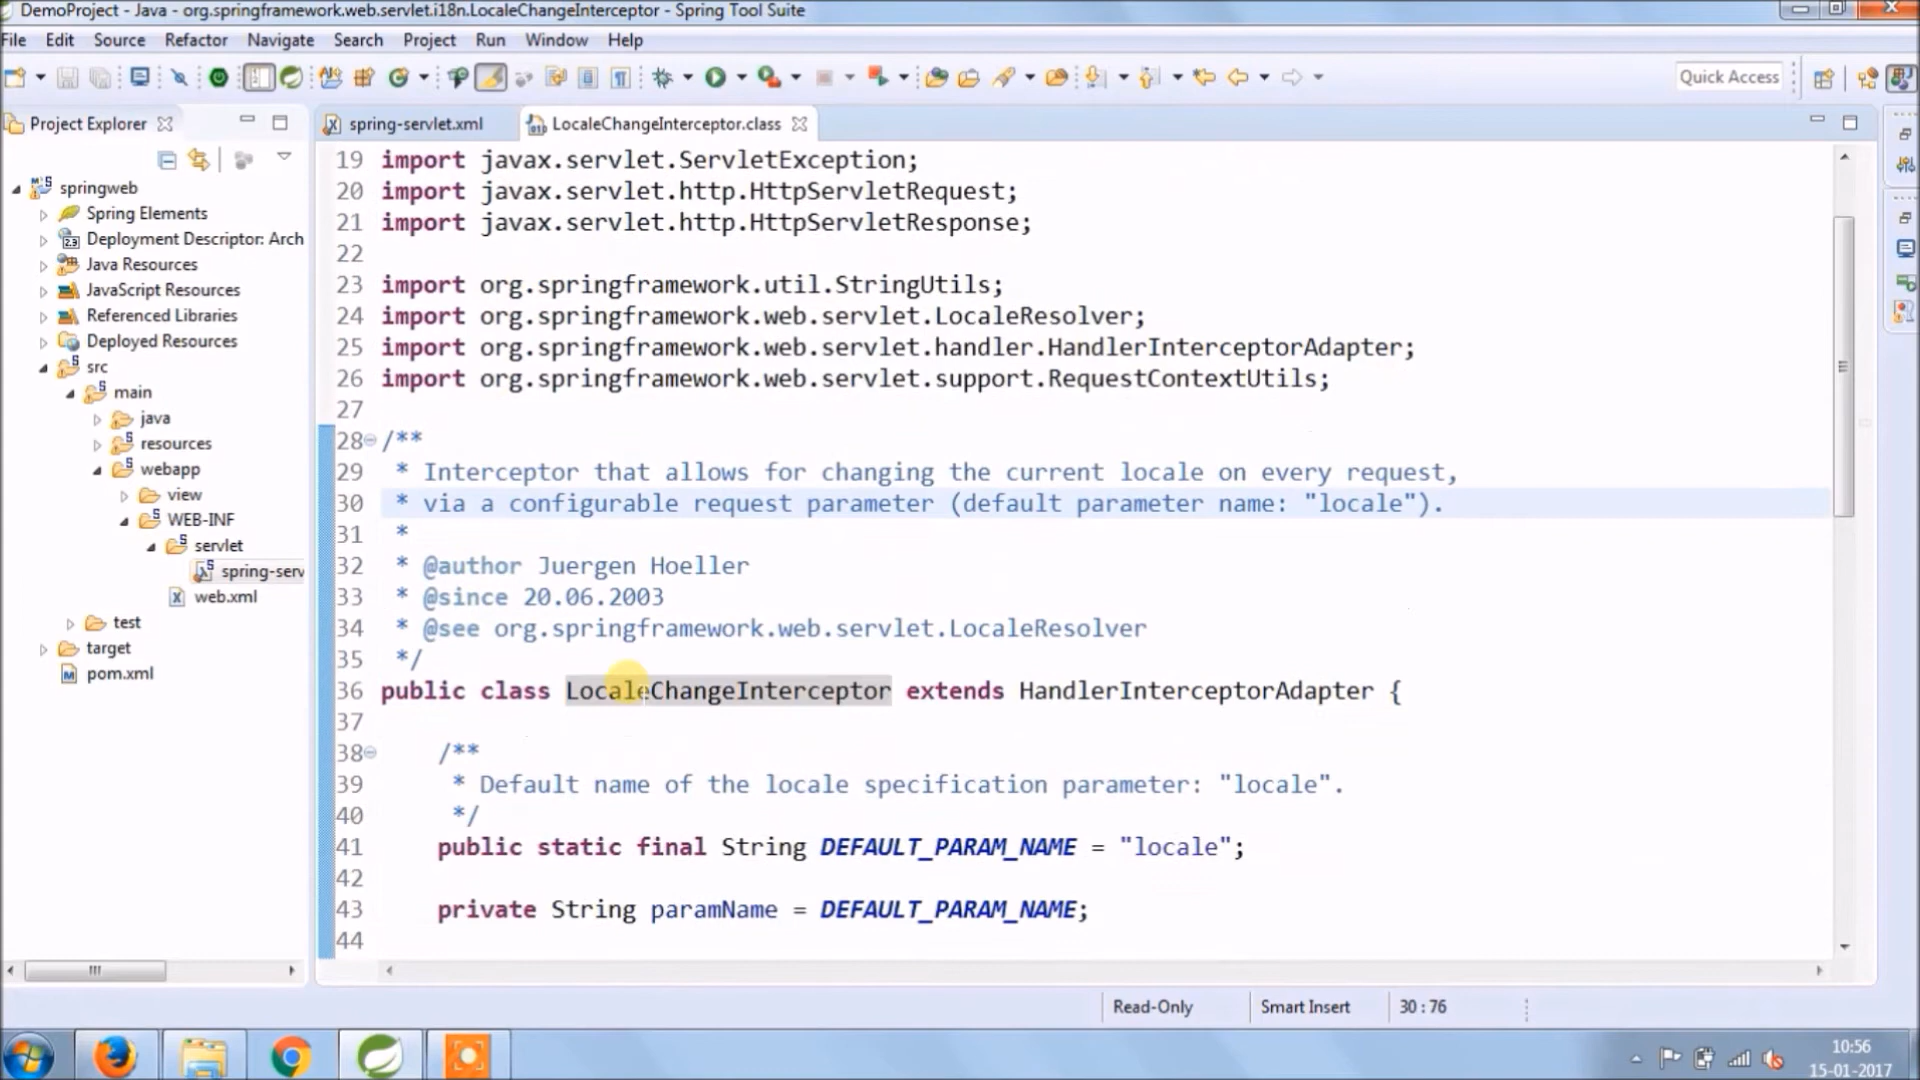 DemoProject - Java - org.springframework.web.servlet.i18n.LocaleChangeInterceptor - Spring Tool Suite
File Edit Source Refactor Navigate Search Project Run Window Help
Quick Access
Project Explorer
spring-servlet.xml
LocaleChangeInterceptor.class
springweb
Spring Elements
Deployment Descriptor: Arch
Java Resources
JavaScript Resources
Referenced Libraries
Deployed Resources
src
main
java
resources
webapp
view
WEB-INF
servlet
spring-serv
web.xml
test
target
pom.xml
19 import javax.servlet.ServletException;
20 import javax.servlet.http.HttpServletRequest;
21 import javax.servlet.http.HttpServletResponse;
22
23 import org.springframework.util.StringUtils;
24 import org.springframework.web.servlet.LocaleResolver;
25 import org.springframework.web.servlet.handler.HandlerInterceptorAdapter;
26 import org.springframework.web.servlet.support.RequestContextUtils;
27
28 /**
29 * Interceptor that allows for changing the current locale on every request,
30 * via a configurable request parameter (default parameter name: "locale").
31 *
32 * @author Juergen Hoeller
33 * @since 20.06.2003
34 * @see org.springframework.web.servlet.LocaleResolver
35 */
36 public class LocaleChangeInterceptor extends HandlerInterceptorAdapter {
37
38 /**
39 * Default name of the locale specification parameter: "locale".
40 */
41 public static final String DEFAULT_PARAM_NAME = "locale";
42
43 private String paramName = DEFAULT_PARAM_NAME;
44
Read-Only
Smart Insert
30 : 76
10:56
15-01-2017